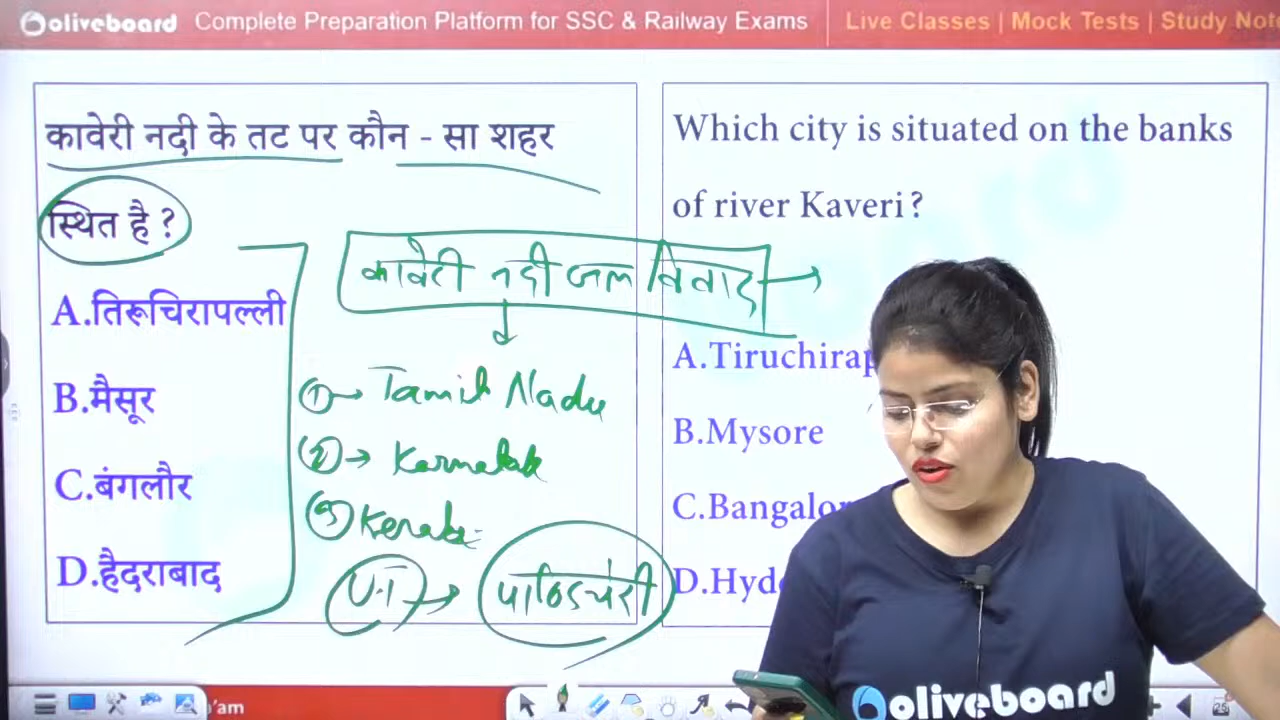 oliveboard Complete Preparation Platform for SSC & Railway Exams Live Classes | Mock Tests | Study Not
कावेरी नदी के तट पर कौन - सा शहर
स्थित है ?
A.तिरूचिरापल्ली
B.मैसूर
C.बंगलौर
D.हैदराबाद
कावेरी नदी जल विवाद
① Tamil Nadu
② Karnatak
③ Kerala
U.T पाण्डिचेरी
Which city is situated on the banks
of river Kaveri ?
A.Tiruchirap
B.Mysore
C.Bangalor
D.Hyde
oliveboard
a'am